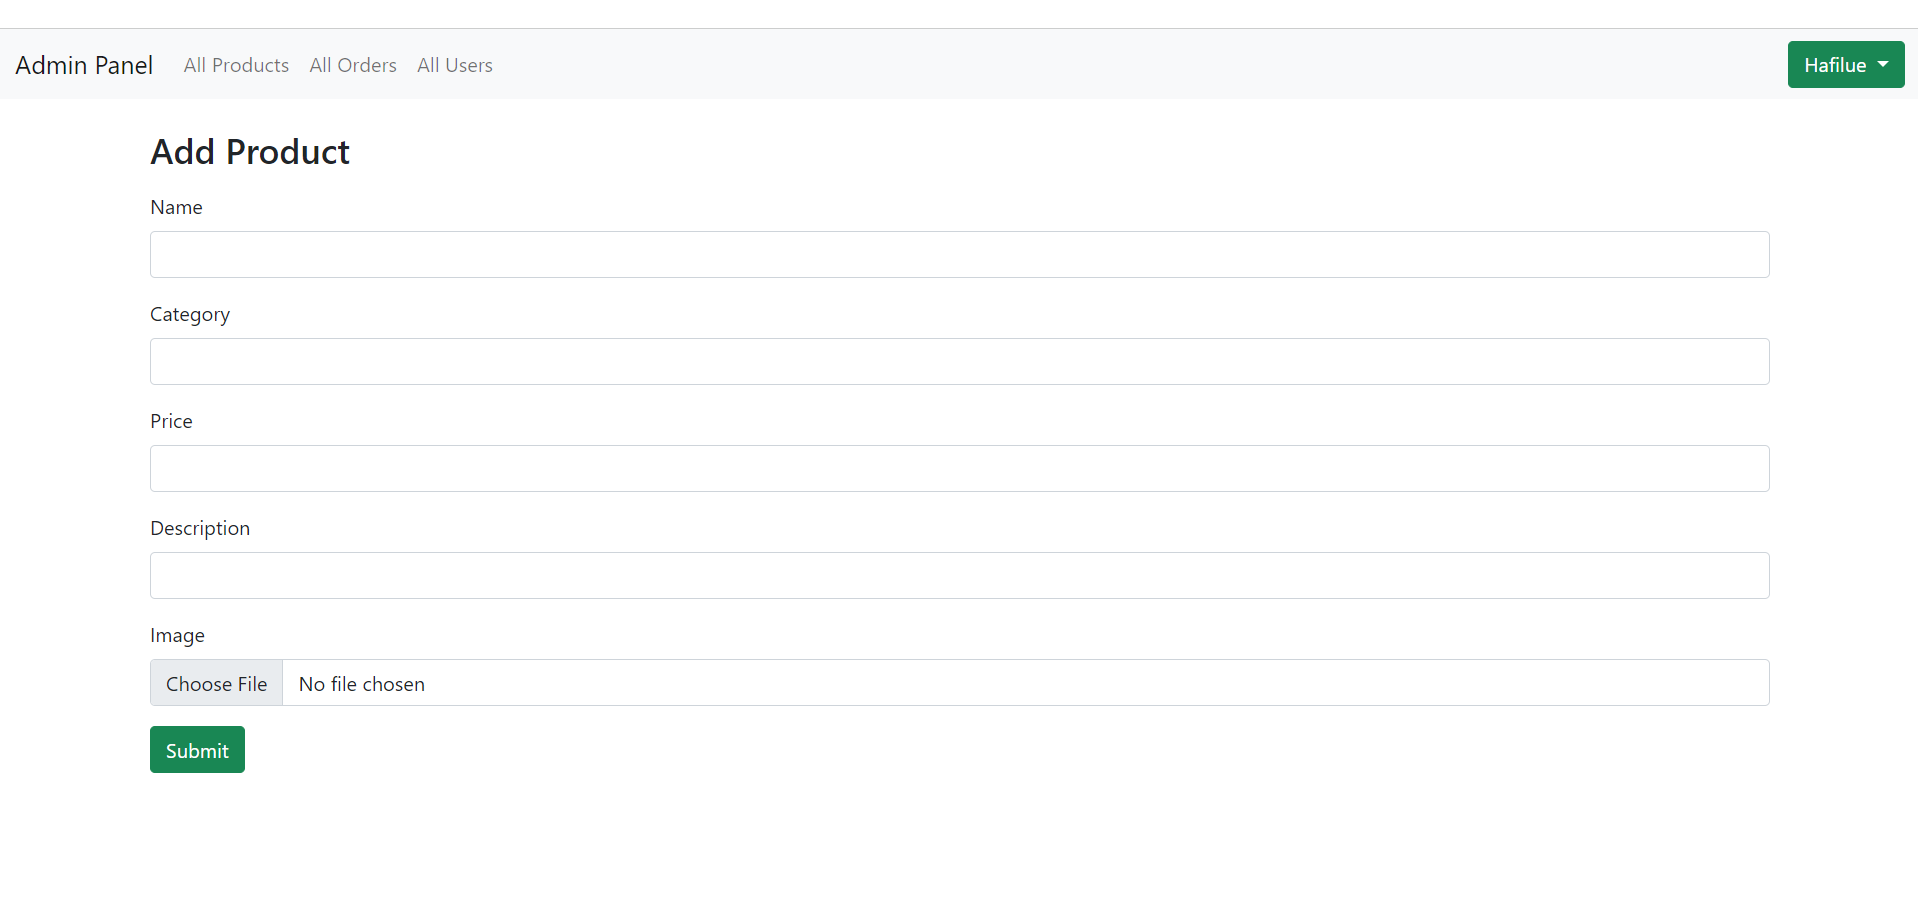 Admin Panel All Products All Orders All Users Hafilue
Add Product
Name
Category
Price
Description
Image
Choose File No file chosen
Submit